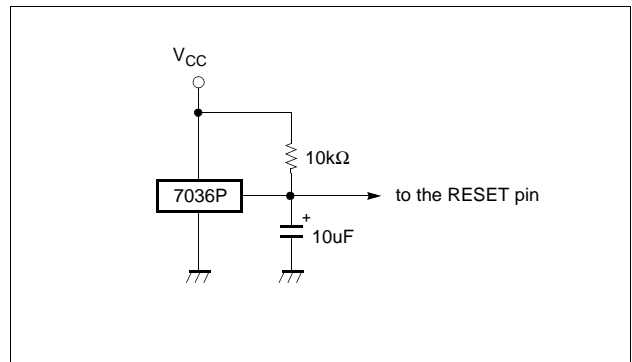 VCC
10kΩ
7036P
to the RESET pin
+
10uF